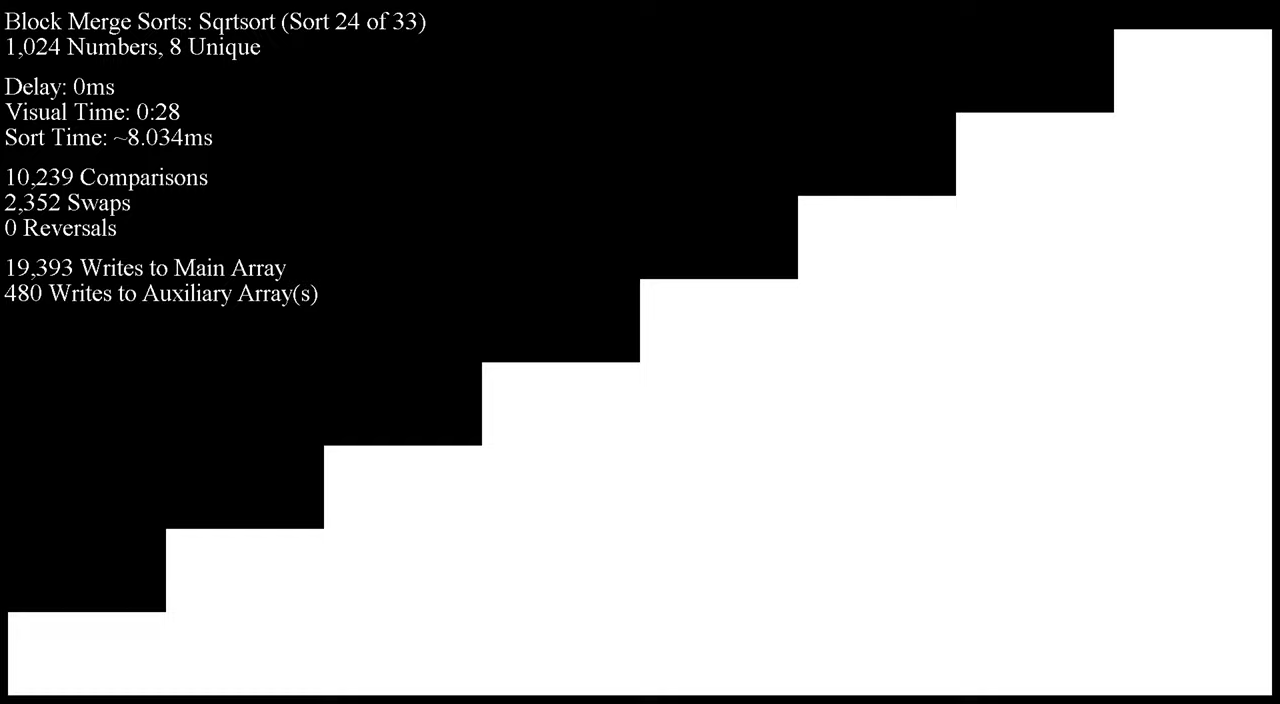 Block Merge Sorts: Sqrtsort (Sort 24 of 33)
1,024 Numbers, 8 Unique
Delay: 0ms
Visual Time: 0:28
Sort Time: ~8.034ms
10,239 Comparisons
2,352 Swaps
0 Reversals
19,393 Writes to Main Array
480 Writes to Auxiliary Array(s)